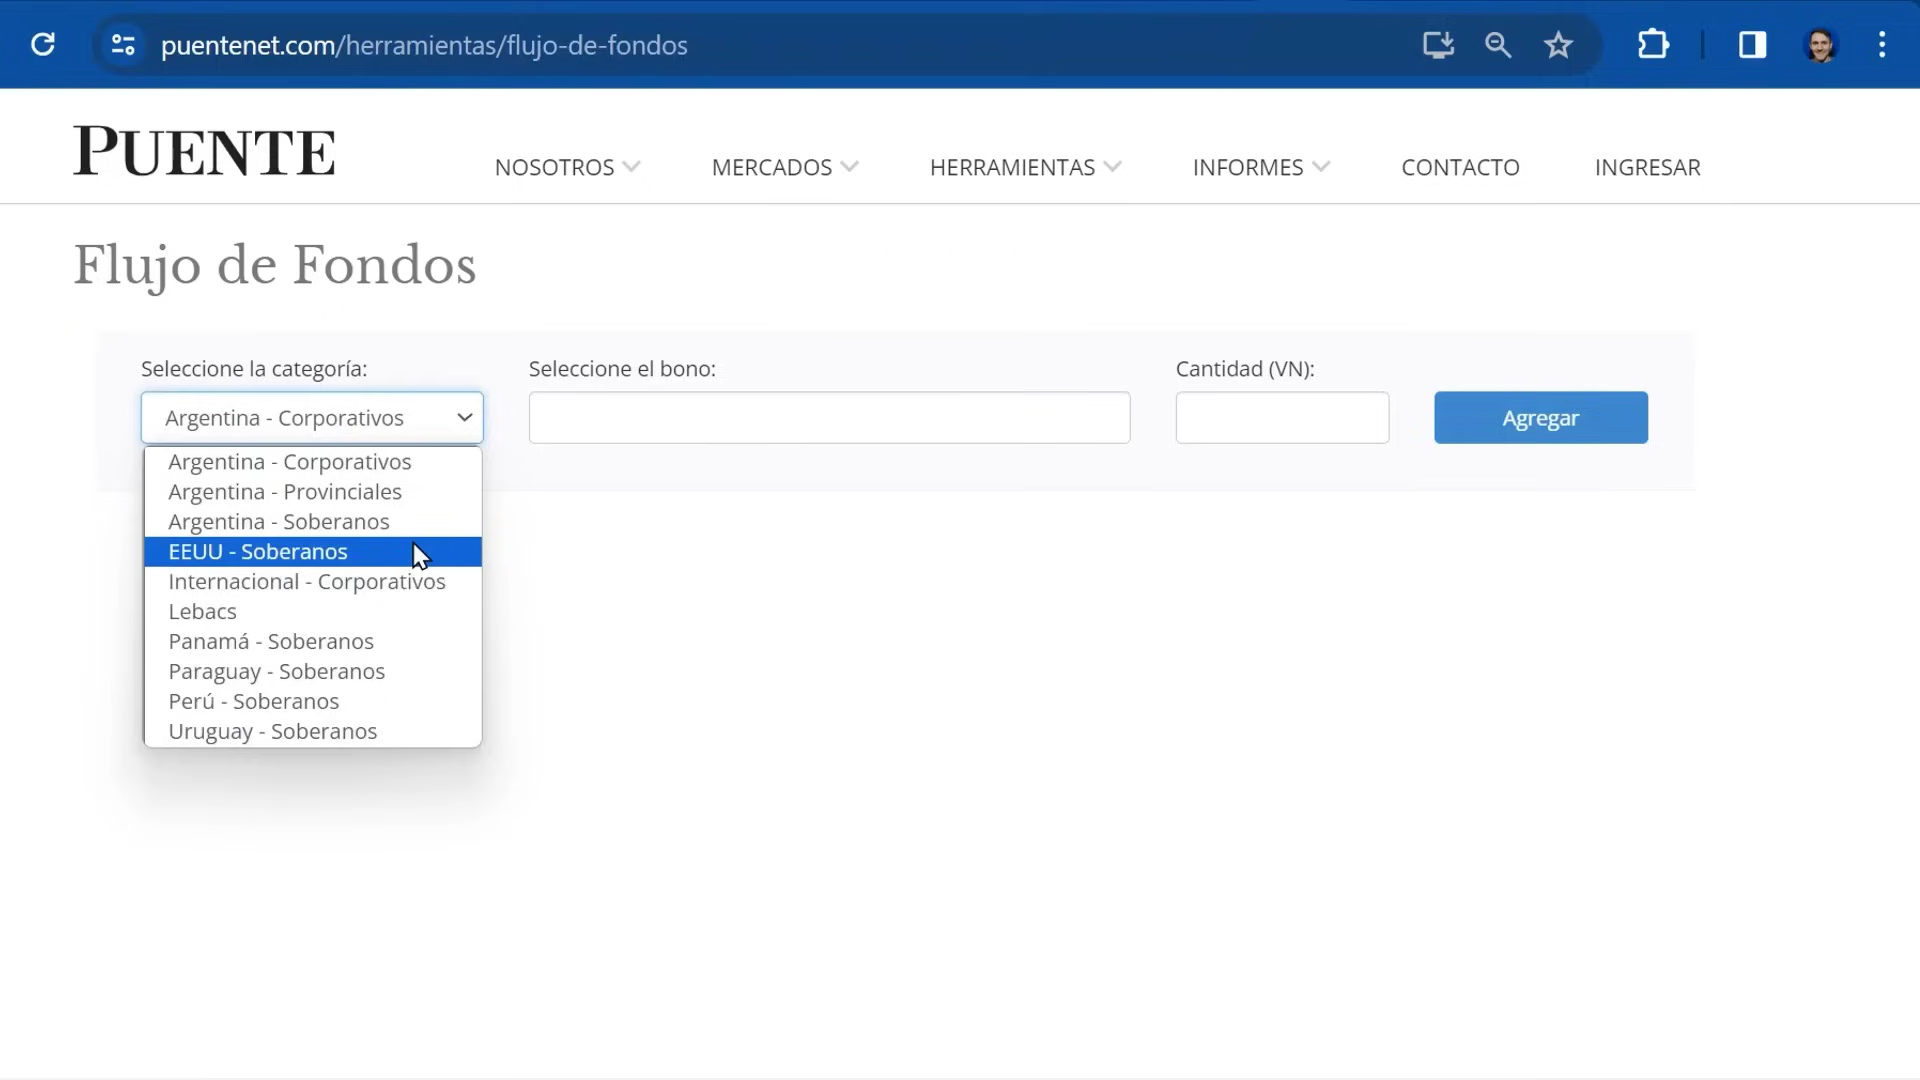 puentenet.com/herramientas/flujo-de-fondos
PUENTE
NOSOTROS MERCADOS HERRAMIENTAS INFORMES CONTACTO INGRESAR
Flujo de Fondos
Seleccione la categoría: Seleccione el bono: Cantidad (VN):
Argentina - Corporativos Agregar
Argentina - Corporativos
Argentina - Provinciales
Argentina - Soberanos
EEUU - Soberanos
Internacional - Corporativos
Lebacs
Panamá - Soberanos
Paraguay - Soberanos
Perú - Soberanos
Uruguay - Soberanos